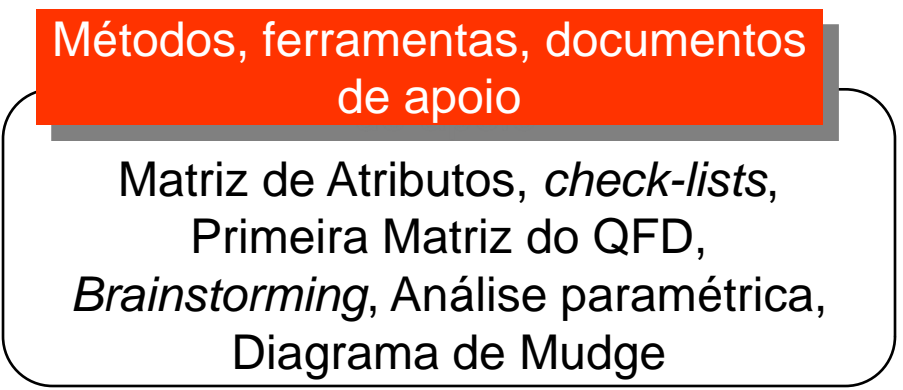 Métodos, ferramentas, documentos
de apoio
Matriz de Atributos, check-lists,
Primeira Matriz do QFD,
Brainstorming, Análise paramétrica,
Diagrama de Mudge